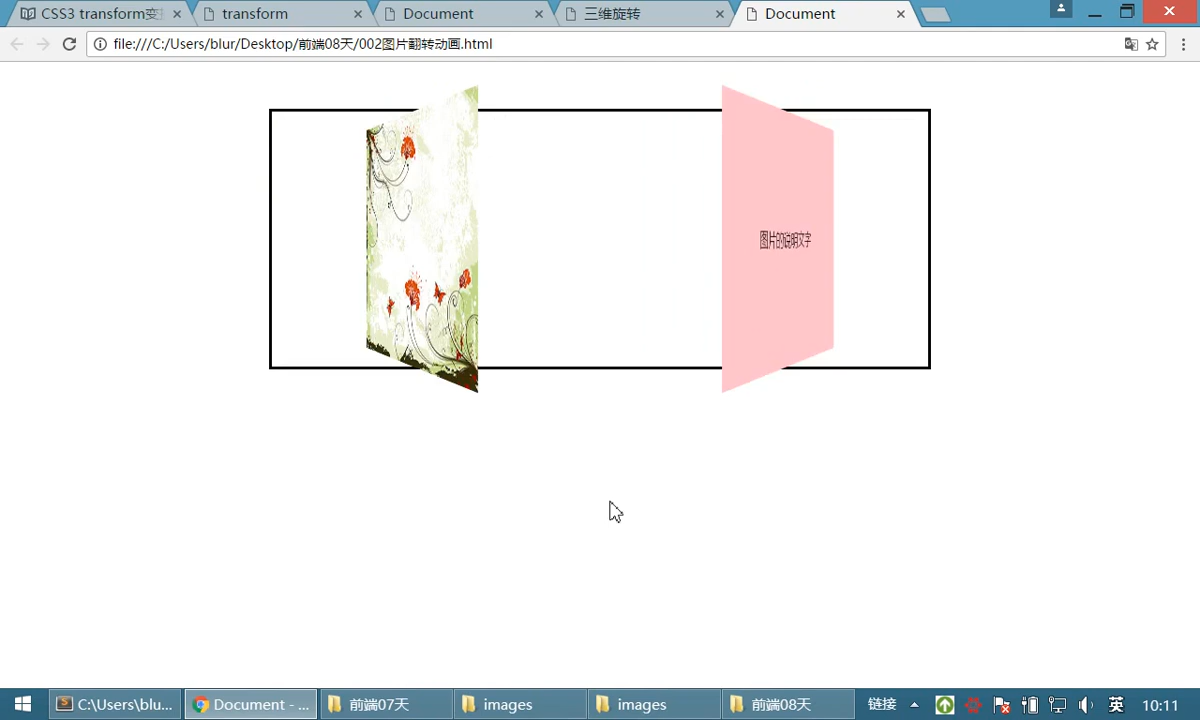 CSS3 transform变
transform
Document
三维旋转
Document
file:///C:/Users/blur/Desktop/前端08天/002图片翻转动画.html
图片的说明文字
C:\Users\blu...
Document - ...
前端07天
images
images
前端08天
链接
英
10:11